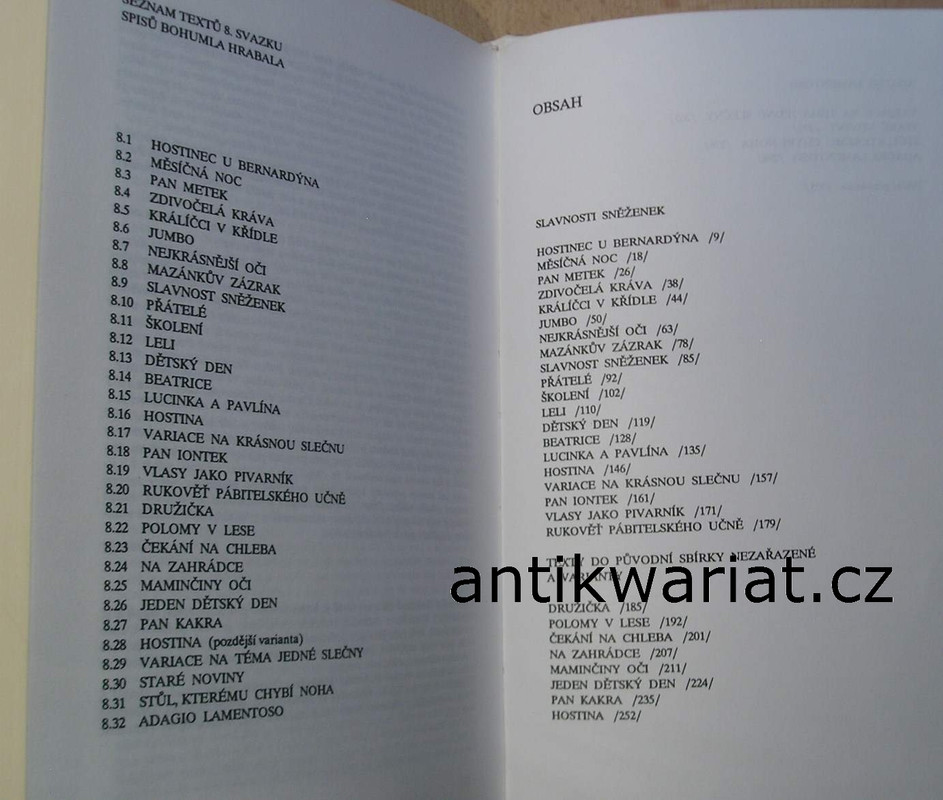 SEZNAM TEXTŮ 8. SVAZKU
SPISŮ BOHUMLA HRABALA
8.1 HOSTINEC U BERNARDÝNA
8.2 MĚSÍČNÁ NOC
8.3 PAN METEK
8.4 ZDIVOČELÁ KRÁVA
8.5 KRÁLÍČCI V KŘÍDLE
8.6 JUMBO
8.7 NEJKRÁSNĚJŠÍ OČI
8.8 MAZÁNKŮV ZÁZRAK
8.9 SLAVNOST SNĚŽENEK
8.10 PŘÁTELÉ
8.11 ŠKOLENÍ
8.12 LELI
8.13 DĚTSKÝ DEN
8.14 BEATRICE
8.15 LUCINKA A PAVLÍNA
8.16 HOSTINA
8.17 VARIACE NA KRÁSNOU SLEČNU
8.18 PAN IONTEK
8.19 VLASY JAKO PIVARNÍK
8.20 RUKOVĚŤ PÁBITELSKÉHO UČNĚ
8.21 DRUŽIČKA
8.22 POLOMY V LESE
8.23 ČEKÁNÍ NA CHLEBA
8.24 NA ZAHRÁDCE
8.25 MAMINČINY OČI
8.26 JEDEN DĚTSKÝ DEN
8.27 PAN KAKRA
8.28 HOSTINA (pozdější varianta)
8.29 VARIACE NA TÉMA JEDNÉ SLEČNY
8.30 STARÉ NOVINY
8.31 STŮL, KTERÉMU CHYBÍ NOHA
8.32 ADAGIO LAMENTOSO
OBSAH
SLAVNOSTI SNĚŽENEK
HOSTINEC U BERNARDÝNA /9/
MĚSÍČNÁ NOC /18/
PAN METEK /26/
ZDIVOČELÁ KRÁVA /38/
KRÁLÍČCI V KŘÍDLE /44/
JUMBO /50/
NEJKRÁSNĚJŠÍ OČI /63/
MAZÁNKŮV ZÁZRAK /78/
SLAVNOST SNĚŽENEK /85/
PŘÁTELÉ /92/
ŠKOLENÍ /102/
LELI /110/
DĚTSKÝ DEN /119/
BEATRICE /128/
LUCINKA A PAVLÍNA /135/
HOSTINA /146/
VARIACE NA KRÁSNOU SLEČNU /157/
PAN IONTEK /161/
VLASY JAKO PIVARNÍK /171/
RUKOVĚŤ PÁBITELSKÉHO UČNĚ /179/
TEXTY DO PŮVODNÍ SBÍRKY NEZAŘAZENÉ
A VARIANTY
antikwariat.cz
DRUŽIČKA /185/
POLOMY V LESE /192/
ČEKÁNÍ NA CHLEBA /201/
NA ZAHRÁDCE /207/
MAMINČINY OČI /211/
JEDEN DĚTSKÝ DEN /224/
PAN KAKRA /235/
HOSTINA /252/